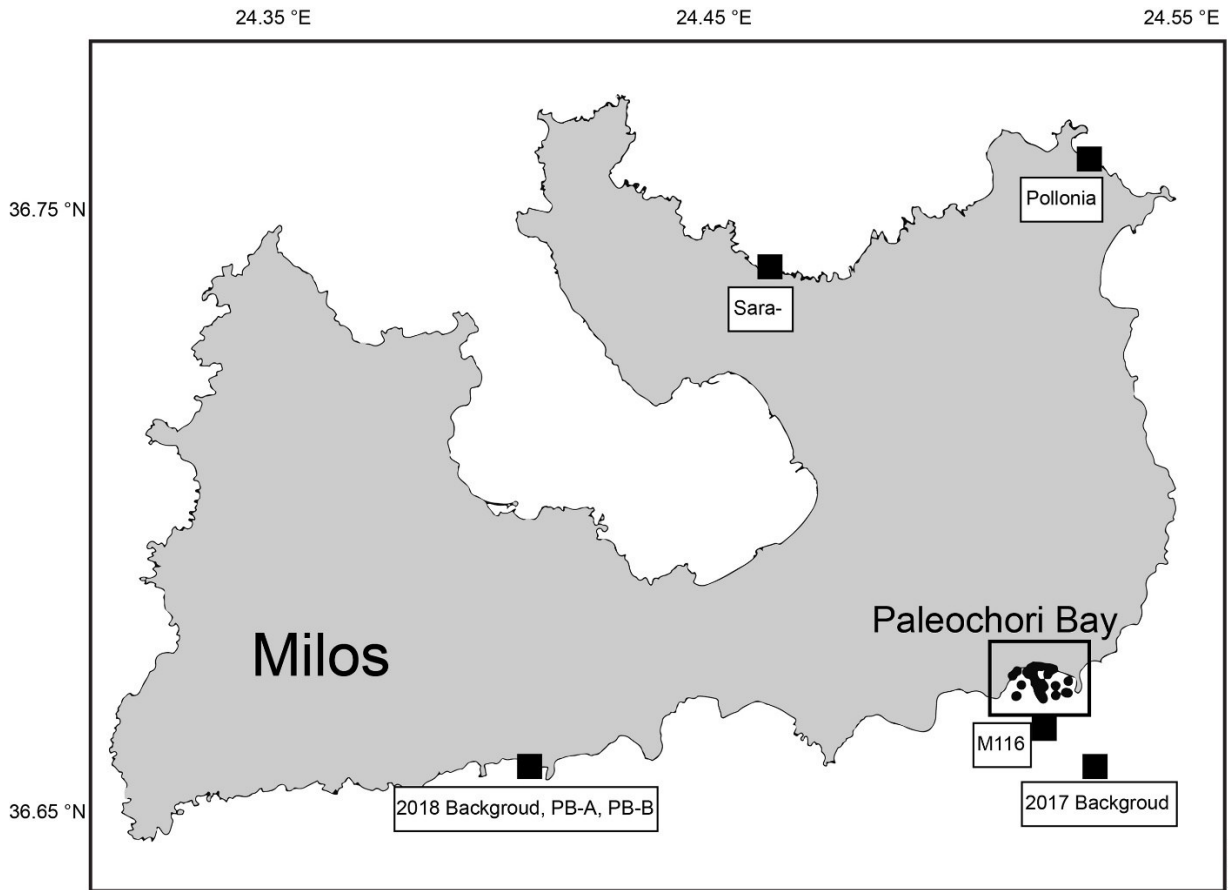 24.35 °E 24.45 °E 24.55 °E
36.75 °N
Pollonia
Sara-
Paleochori Bay
Milos
M116
2018 Backgroud, PB-A, PB-B
2017 Backgroud
36.65 °N